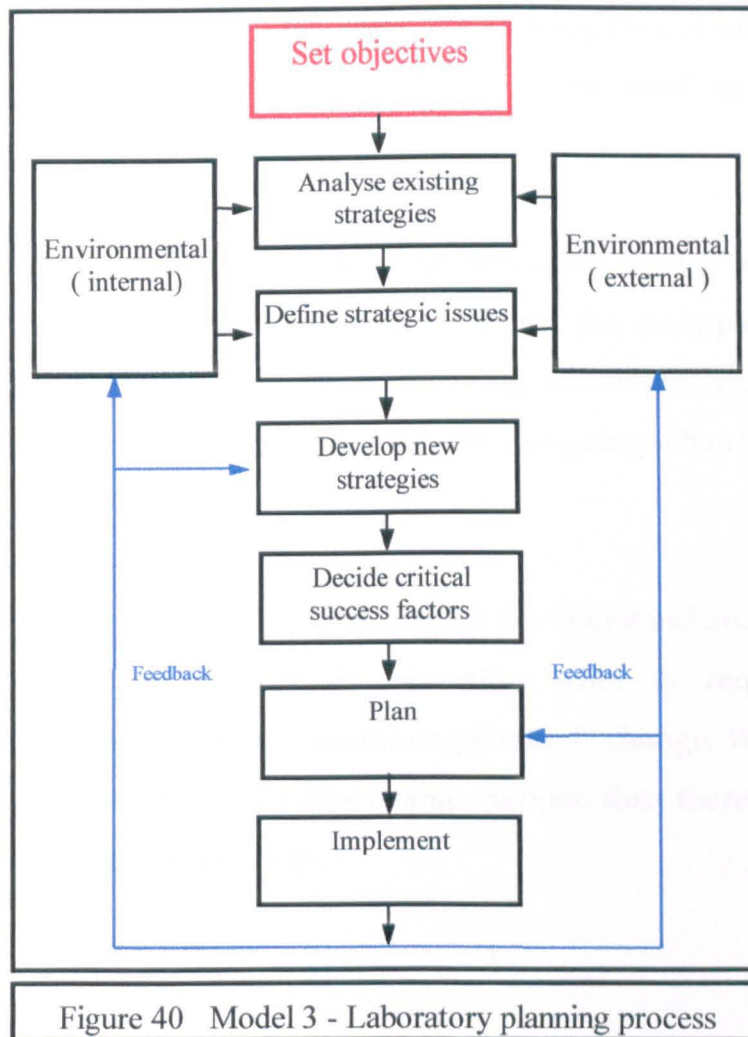 Set objectives
Analyse existing
strategies
Environmental
( internal)
Environmental
( external )
Define strategic issues
Develop new
strategies
Decide critical
success factors
Feedback
Feedback
Plan
Implement
Figure 40 Model 3 - Laboratory planning process